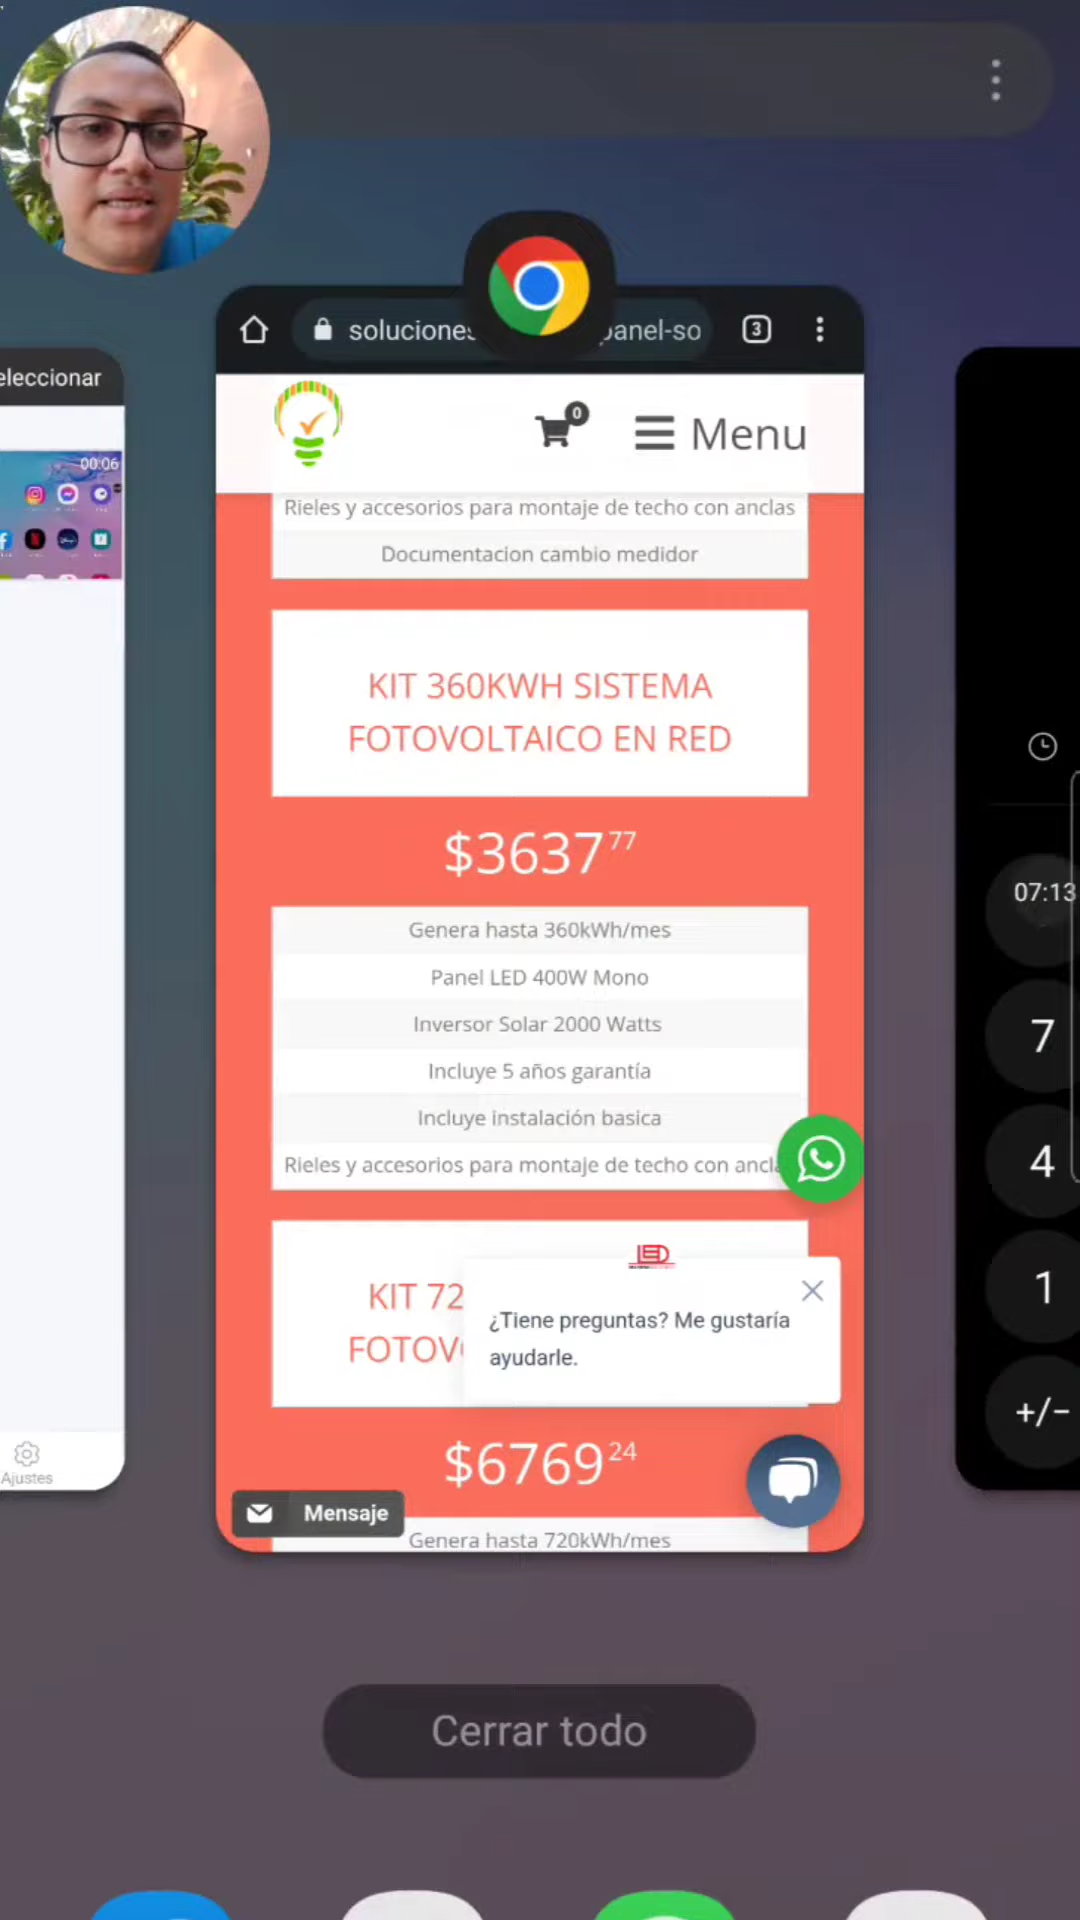 soluciones
panel-so
3
eleccionar
0
Menu
00:06
Rieles y accesorios para montaje de techo con anclas
Documentacion cambio medidor
KIT 360KWH SISTEMA
FOTOVOLTAICO EN RED
$3637 77
07:13
Genera hasta 360kWh/mes
Panel LED 400W Mono
Inversor Solar 2000 Watts
7
Incluye 5 años garantía
Incluye instalación basica
Rieles y accesorios para montaje de techo con ancla
4
LED
KIT 72
¿Tiene preguntas? Me gustaría
ayudarle.
FOTOV
1
+/−
$6769 24
Ajustes
Mensaje
Genera hasta 720kWh/mes
Cerrar todo